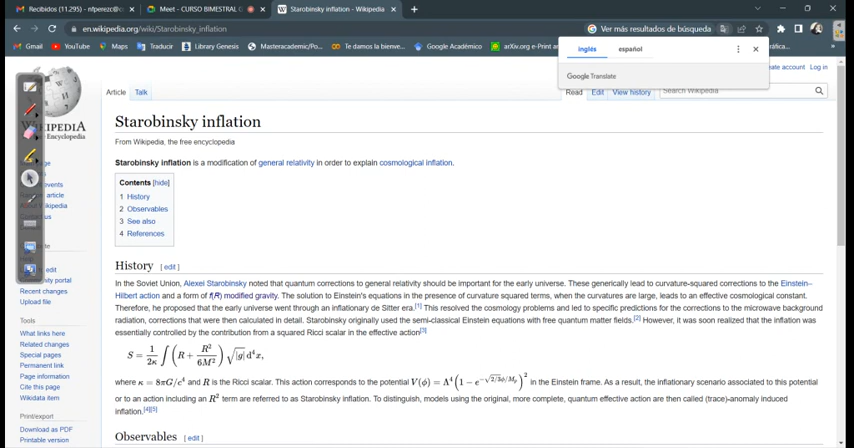 Recibidos (11.295) - nfperezc@
Meet - CURSO BIMESTRAL
Starobinsky inflation - Wikipedia
en.wikipedia.org/wiki/Starobinsky_inflation
Ver más resultados de búsqueda
Gmail YouTube Maps Traducir Library Genesis Masteracademic/Po... Te damos la bienve... Google Académico arXiv.org e-Print
inglés español
Google Translate
Log in
Article Talk
Read Edit View history Search Wikipedia
WIKIPEDIA
Starobinsky inflation
From Wikipedia, the free encyclopedia
Starobinsky inflation is a modification of general relativity in order to explain cosmological inflation.
Contents [hide]
1 History
2 Observables
3 See also
4 References
Recent changes
Upload file
Tools
What links here
Related changes
Special pages
Permanent link
Page information
Cite this page
Wikidata item
Print/export
Download as PDF
Printable version
History [ edit ]
In the Soviet Union, Alexei Starobinsky noted that quantum corrections to general relativity should be important for the early universe. These generically lead to curvature-squared corrections to the Einstein–
Hilbert action and a form of f(R) modified gravity. The solution to Einstein's equations in the presence of curvature squared terms, when the curvatures are large, leads to an effective cosmological constant.
Therefore, he proposed that the early universe went through an inflationary de Sitter era.[1] This resolved the cosmology problems and led to specific predictions for the corrections to the microwave background
radiation, corrections that were then calculated in detail. Starobinsky originally used the semi-classical Einstein equations with free quantum matter fields.[2] However, it was soon realized that the inflation was
essentially controlled by the contribution from a squared Ricci scalar in the effective action[3]
S = 1/2κ ∫ (R + R²/6M²) √|g| d⁴x,
where κ = 8πG/c⁴ and R is the Ricci scalar. This action corresponds to the potential V(ϕ) = Λ⁴(1 − e^(−√2/3ϕ/Mp))² in the Einstein frame. As a result, the inflationary scenario associated to this potential
or to an action including an R² term are referred to as Starobinsky inflation. To distinguish, models using the original, more complete, quantum effective action are then called (trace)-anomaly induced
inflation.[4][5]
Observables [ edit ]